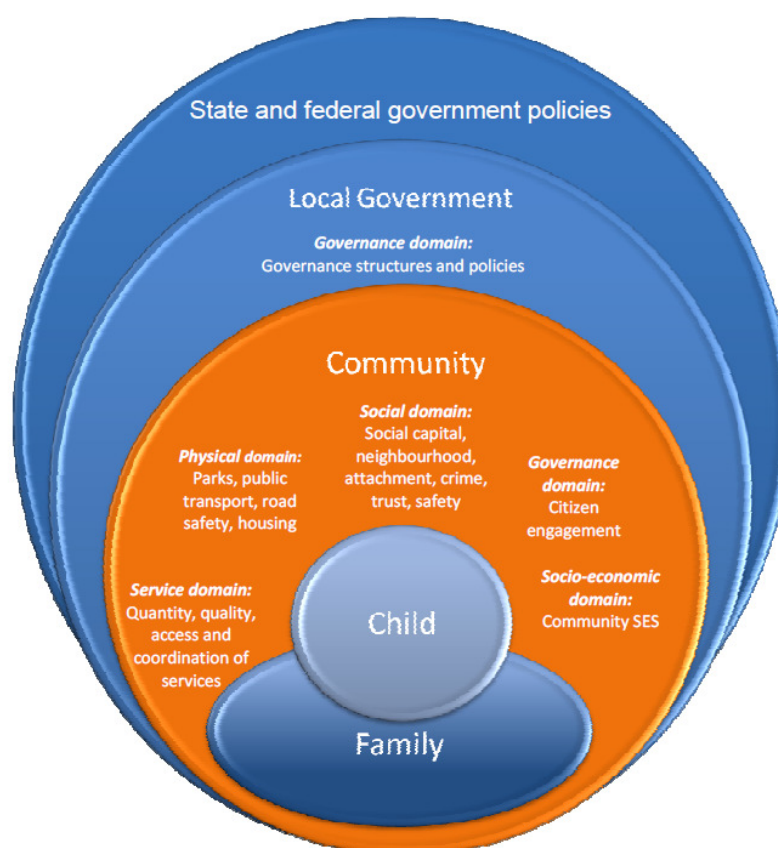 State and federal government policies
Local Government
Governance domain:
Governance structures and policies
Community
Social domain:
Social capital,
neighbourhood,
attachment, crime,
trust, safety
Physical domain:
Parks, public
transport, road
safety, housing
Governance
domain:
Citizen
engagement
Service domain:
Quantity, quality,
access and
coordination of
services
Socio-economic
domain:
Community SES
Child
Family